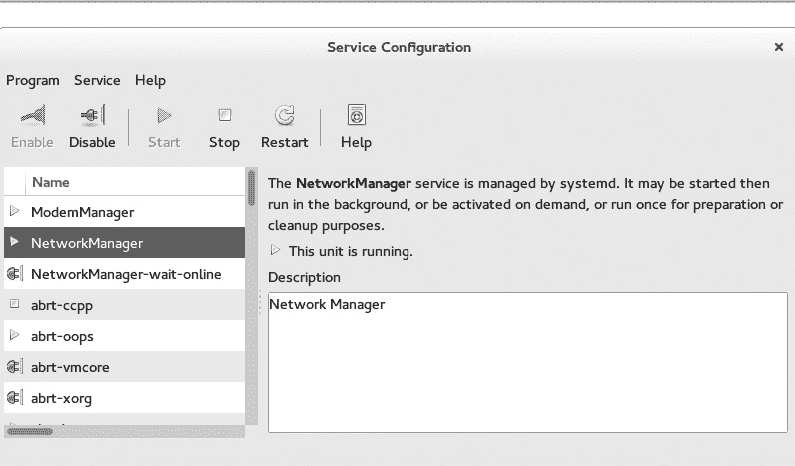 Service Configuration
Program Service Help
Enable Disable Start Stop Restart Help
Name
ModemManager
NetworkManager
NetworkManager-wait-online
abrt-ccpp
abrt-oops
abrt-vmcore
abrt-xorg
The NetworkManager service is managed by systemd. It may be started then
run in the background, or be activated on demand, or run once for preparation or
cleanup purposes.
This unit is running.
Description
Network Manager